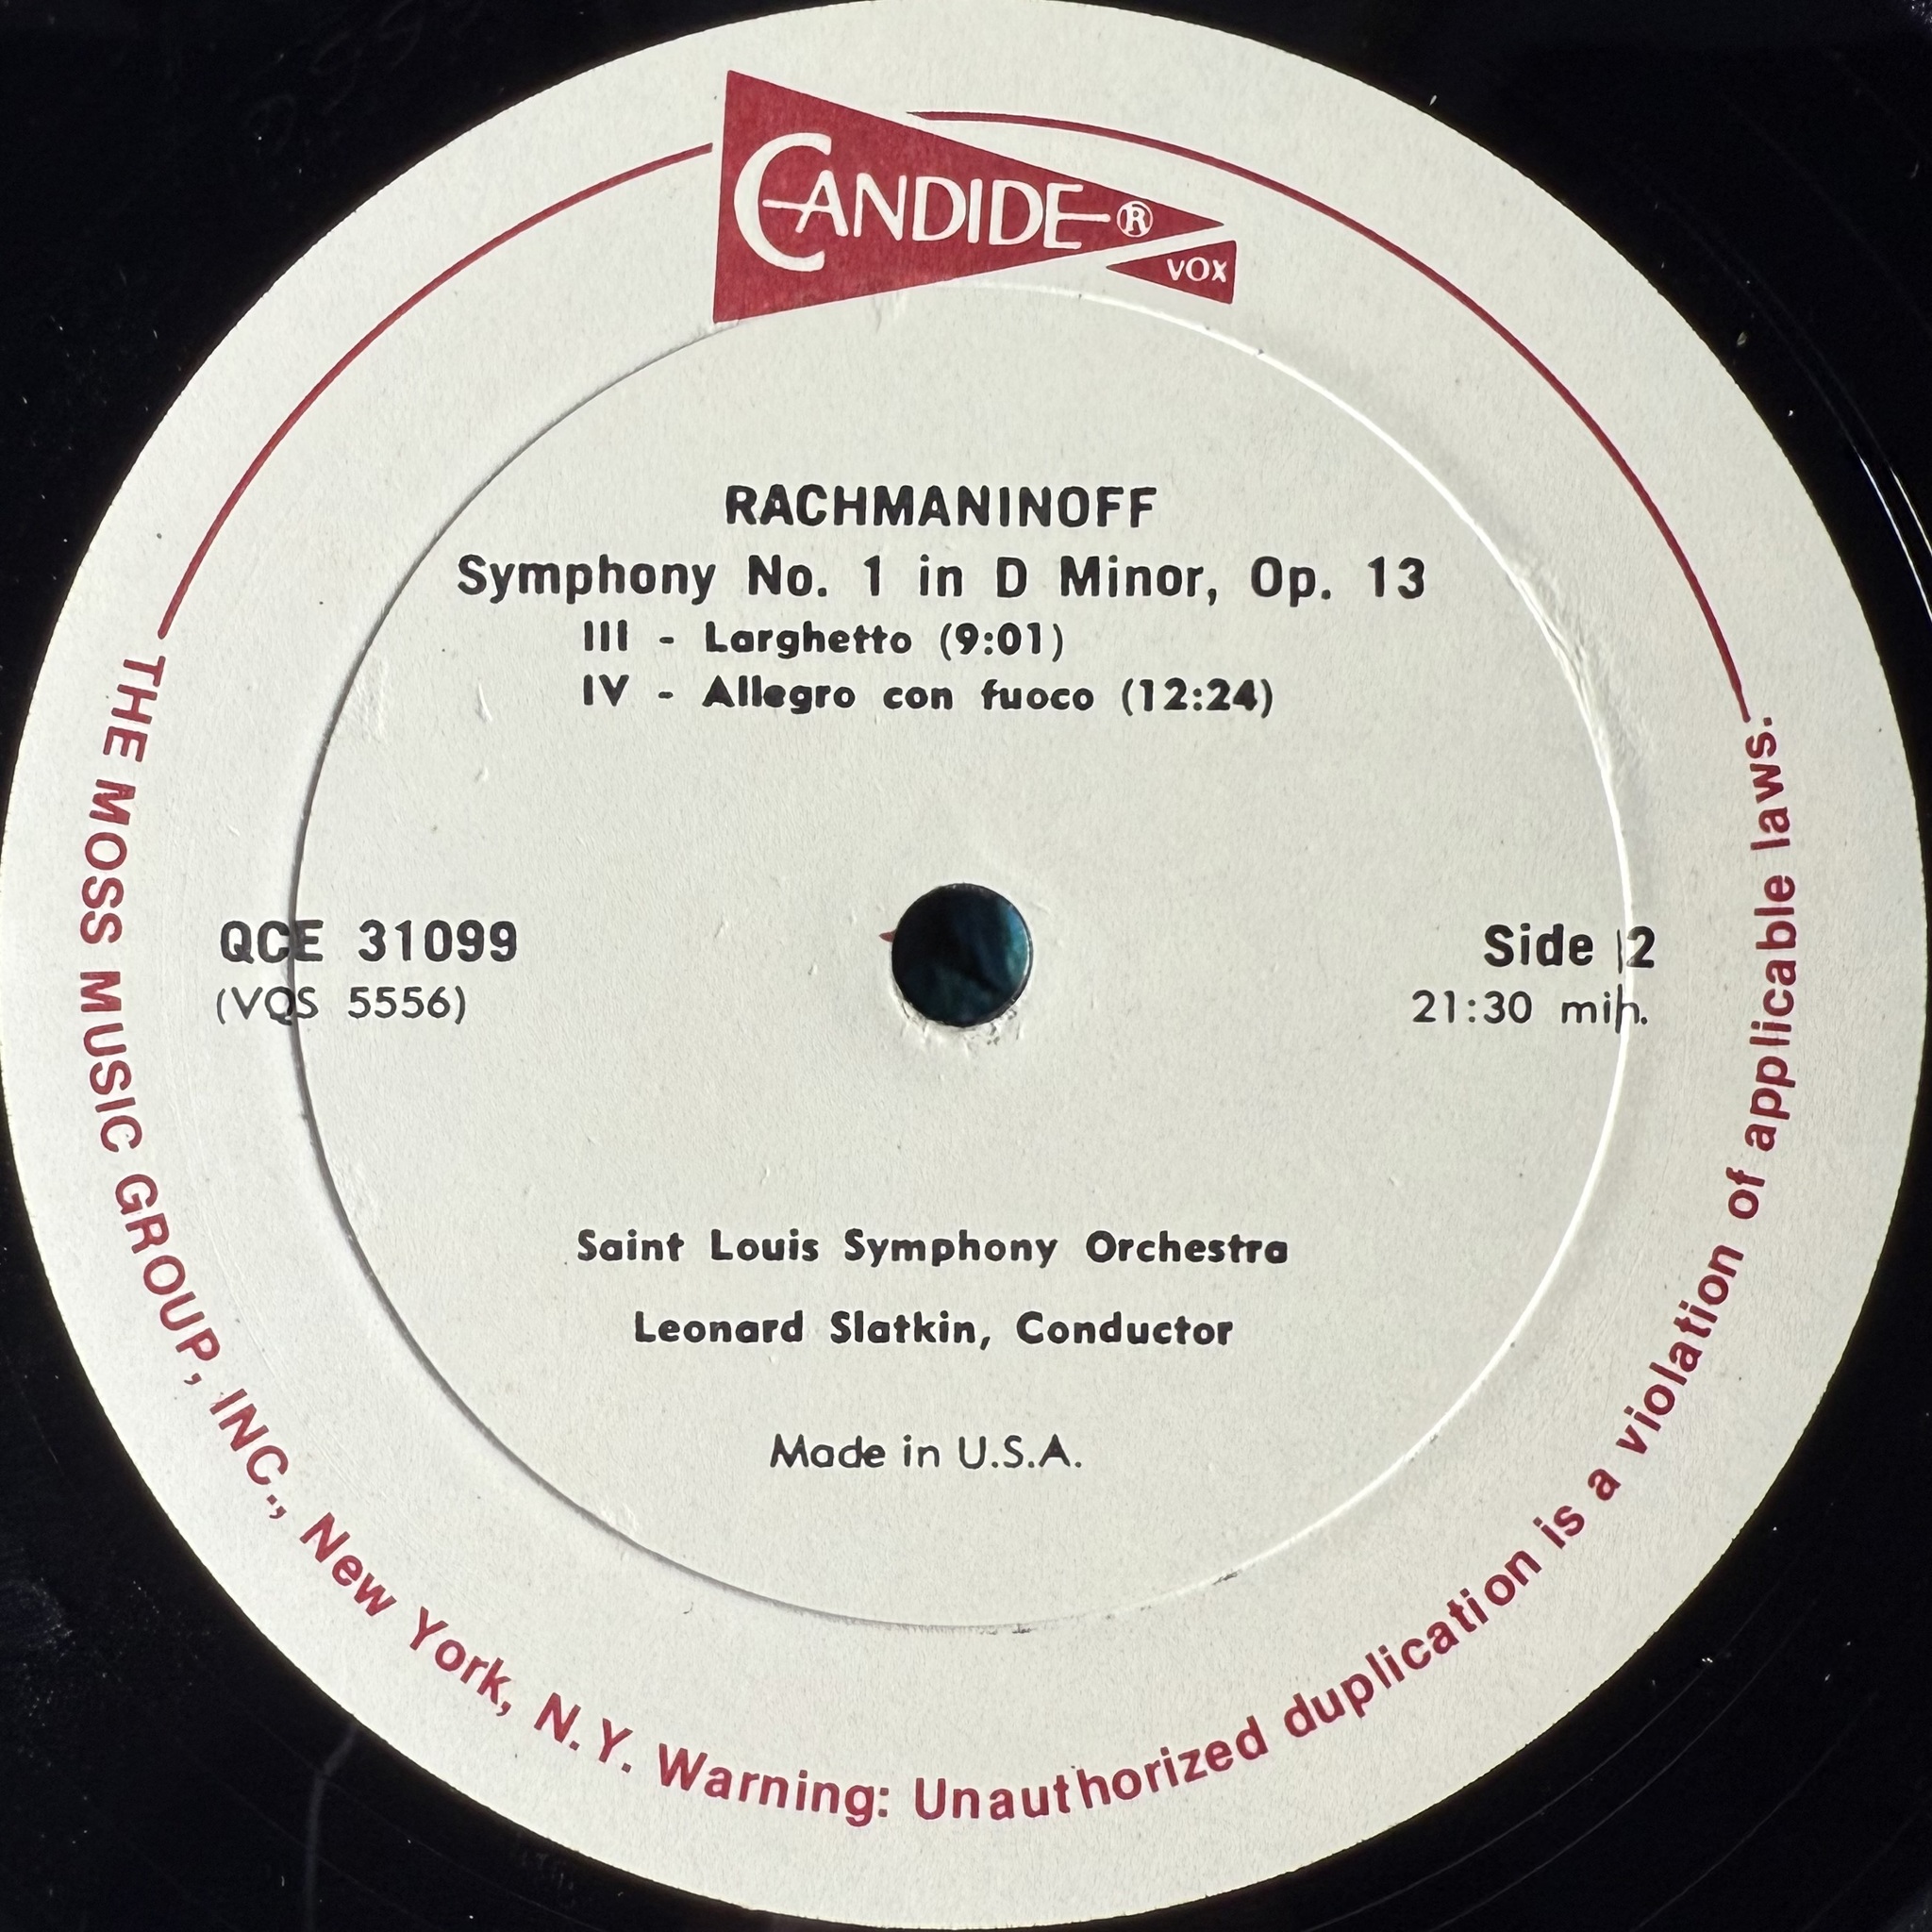 CANDIDE®
VOX
RACHMANINOFF
Symphony No. 1 in D Minor, Op. 13
III - Larghetto (9:01)
IV - Allegro con fuoco (12:24)
QCE 31099
(VQS 5556)
Side 2
21:30 min.
Saint Louis Symphony Orchestra
Leonard Slatkin, Conductor
Made in U.S.A.
THE MOSS MUSIC GROUP, INC., New York, N.Y. Warning: Unauthorized duplication is a violation of applicable laws.